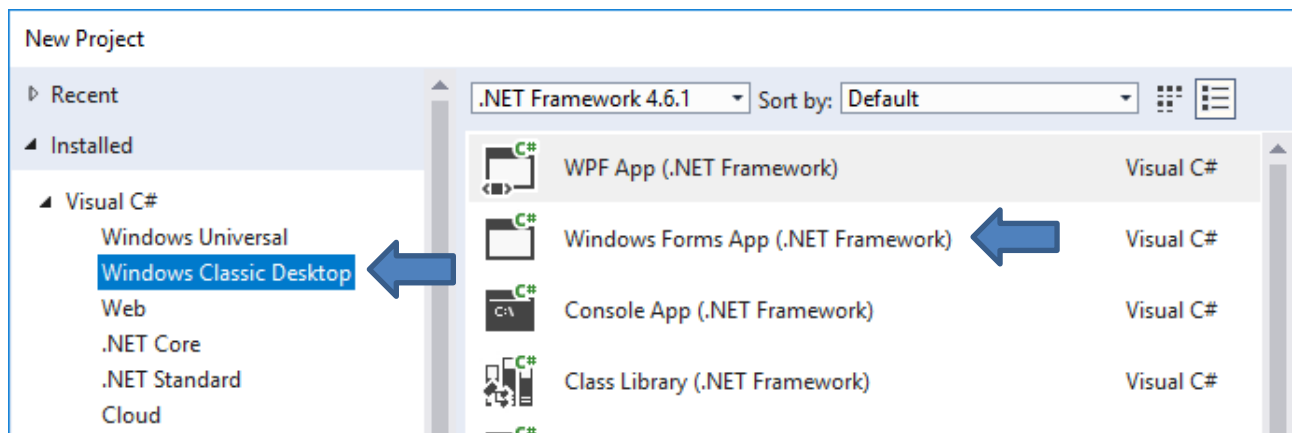 New Project
Recent
Installed
Visual C#
Windows Universal
Windows Classic Desktop
Web
.NET Core
.NET Standard
Cloud
.NET Framework 4.6.1 Sort by: Default
C# WPF App (.NET Framework) Visual C#
C# Windows Forms App (.NET Framework) Visual C#
C# C:\ Console App (.NET Framework) Visual C#
C# Class Library (.NET Framework) Visual C#
C#